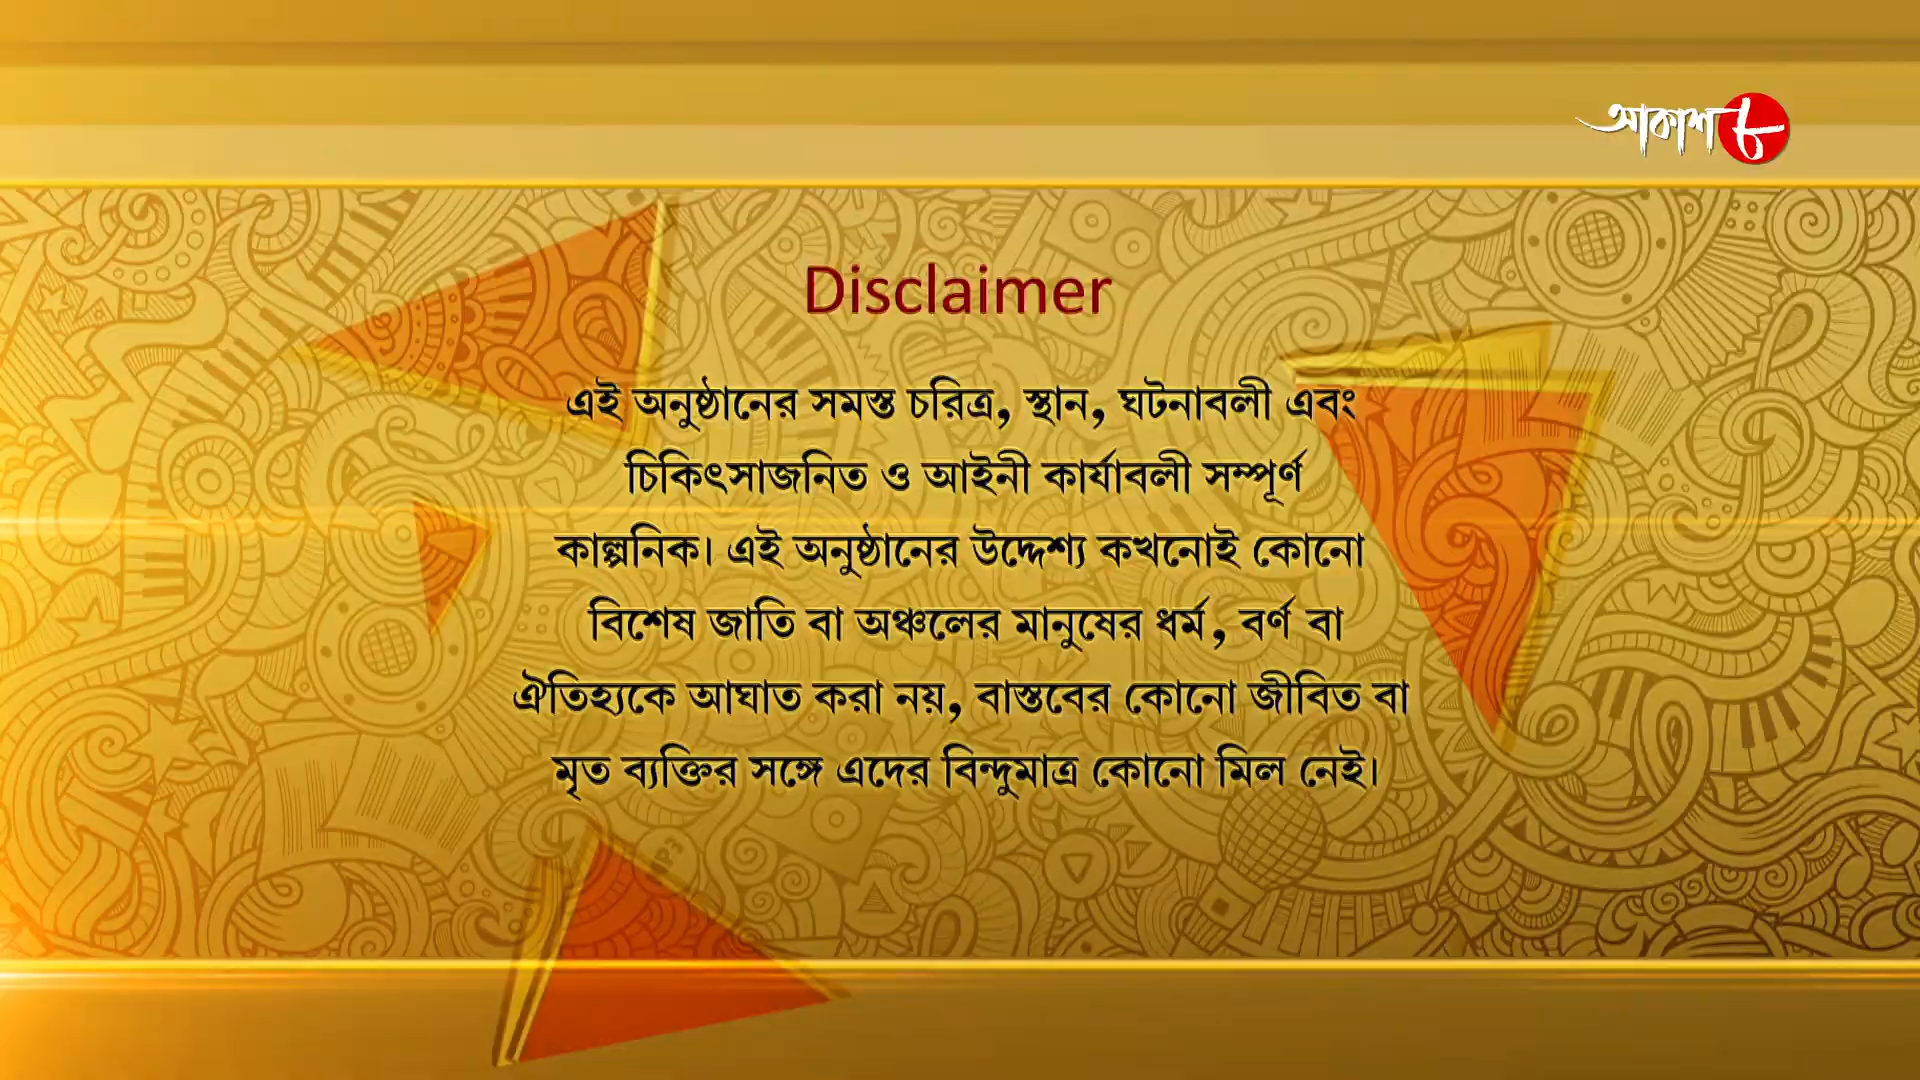 আকাশ ৮
Disclaimer
এই অনুষ্ঠানের সমস্ত চরিত্র, স্থান, ঘটনাবলী এবং
চিকিৎসাজনিত ও আইনী কার্যাবলী সম্পূর্ণ
কাল্পনিক। এই অনুষ্ঠানের উদ্দেশ্য কখনোই কোনো
বিশেষ জাতি বা অঞ্চলের মানুষের ধর্ম, বর্ণ বা
ঐতিহ্যকে আঘাত করা নয়, বাস্তবের কোনো জীবিত বা
মৃত ব্যক্তির সঙ্গে এদের বিন্দুমাত্র কোনো মিল নেই।